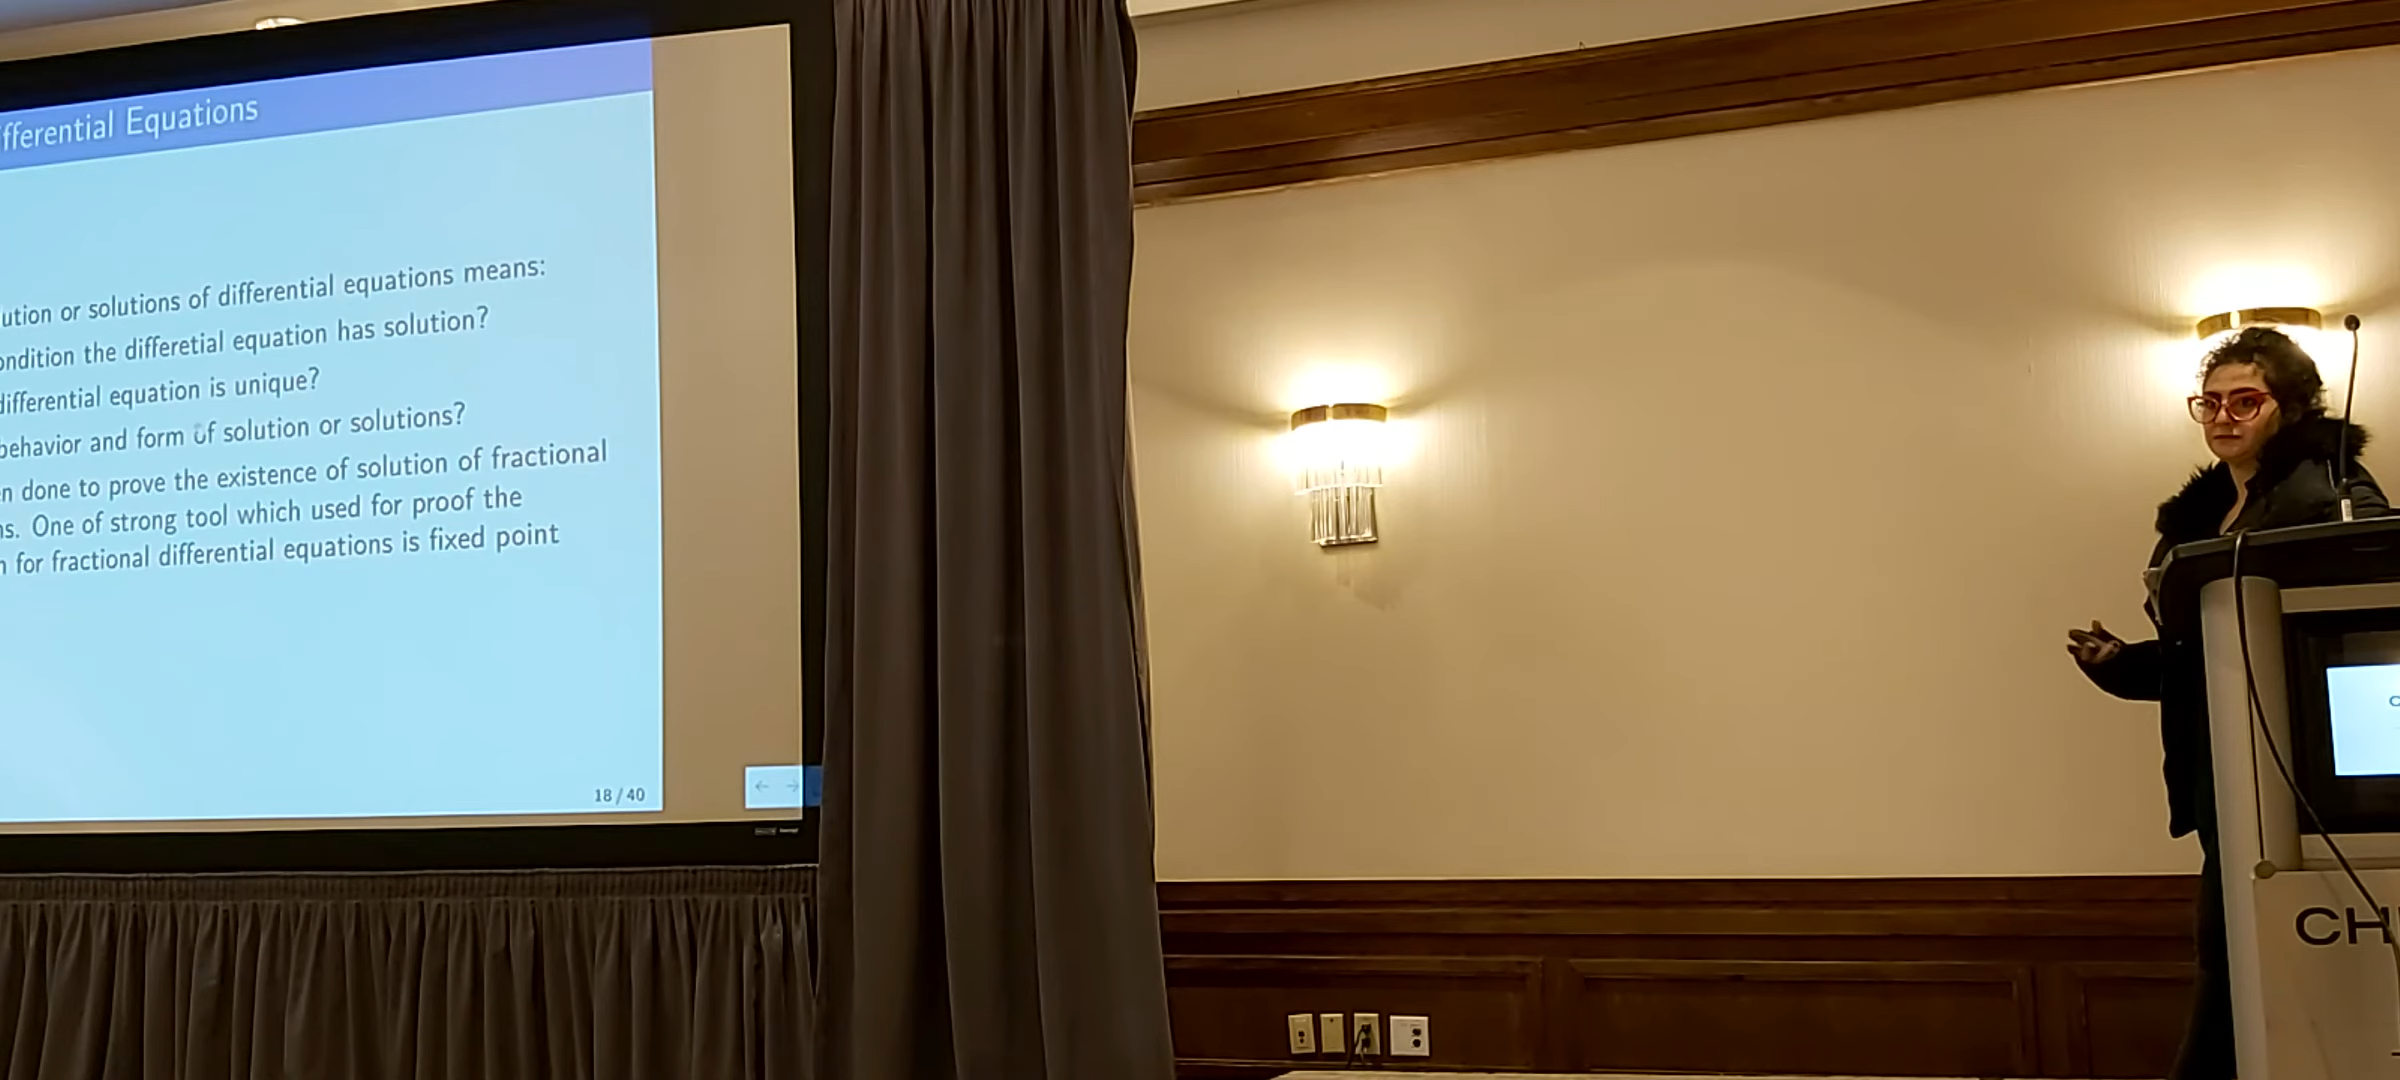 fferential Equations
ution or solutions of differential equations means:
ondition the differetial equation has solution?
differential equation is unique?
behavior and form of solution or solutions?
n done to prove the existence of solution of fractional
ns. One of strong tool which used for proof the
n for fractional differential equations is fixed point
18 / 40
CH